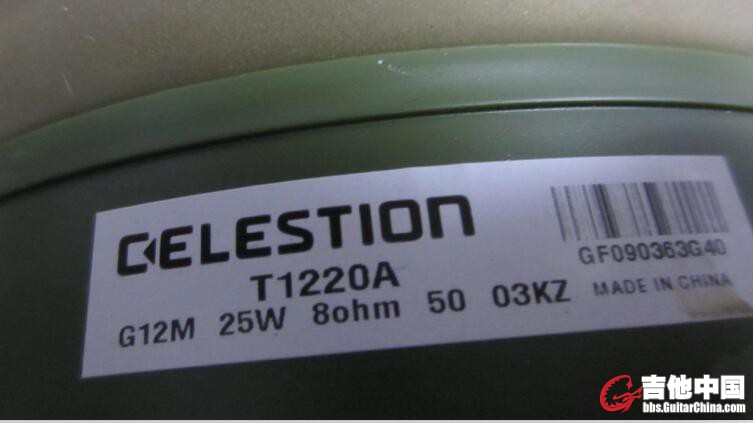 CELESTION
T1220A
G12M 25W 8ohm 50 03KZ
GF090363G40
MADE IN CHINA
吉他中国
bbs.GuitarChina.com